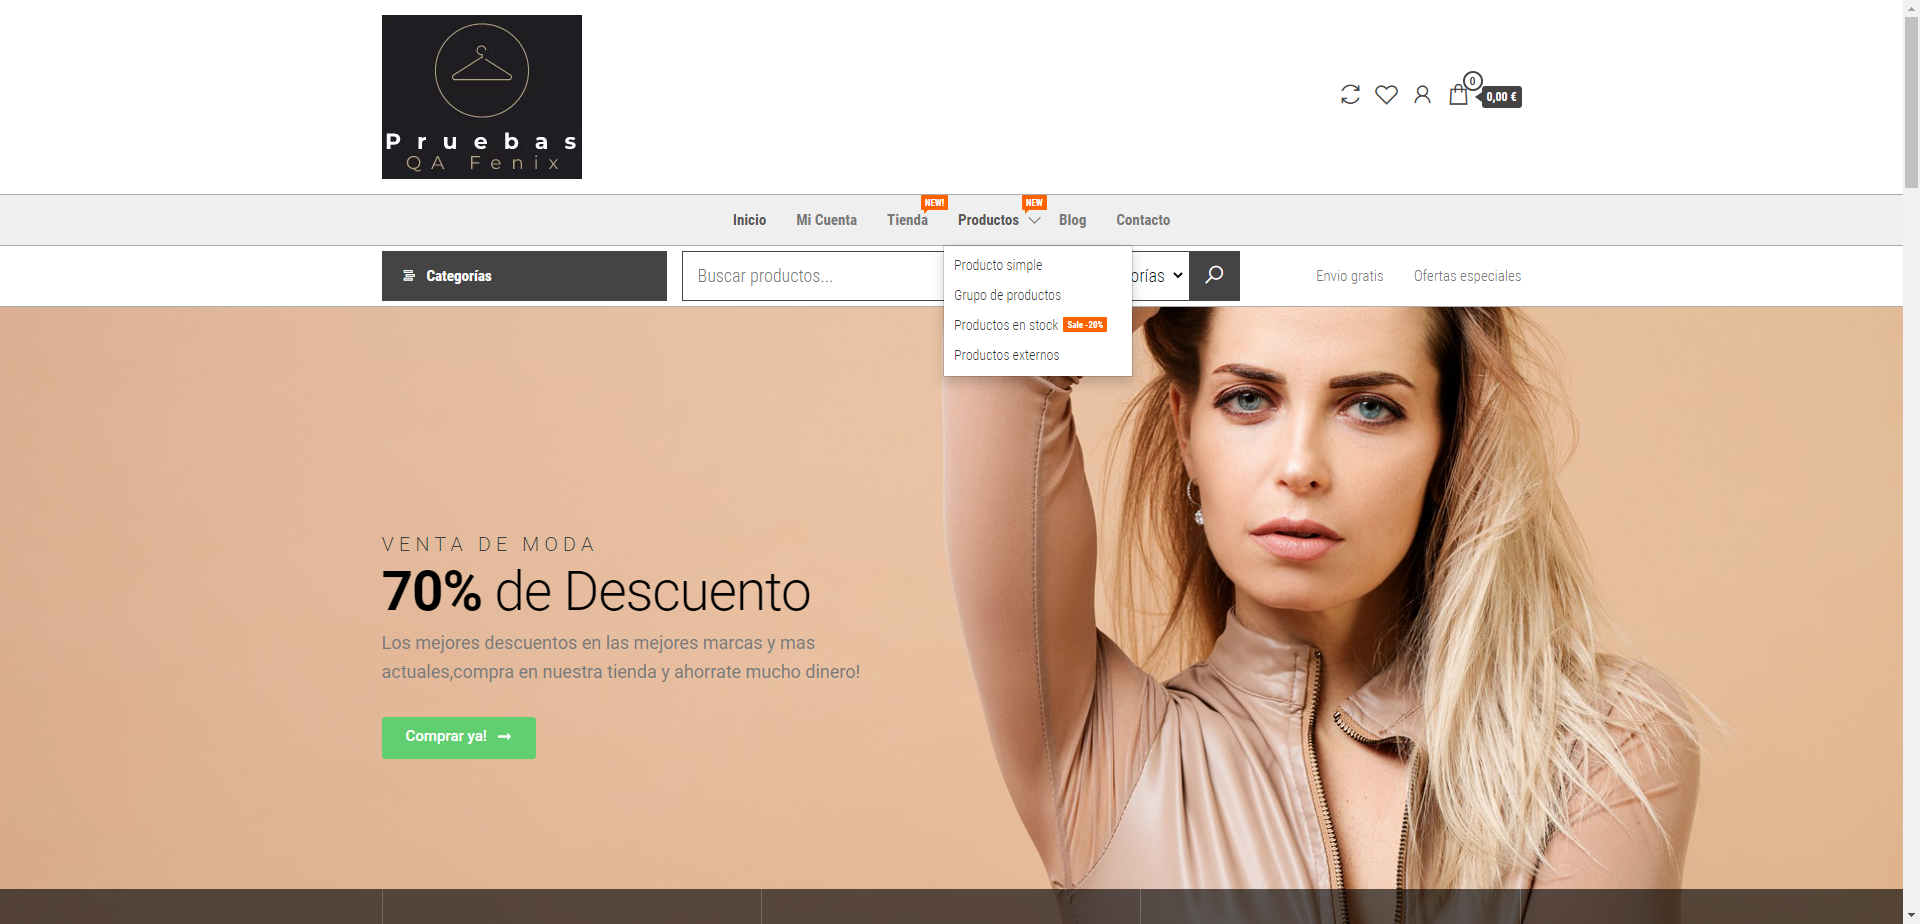 Pruebas
QA Fenix
0
0,00 €
NEW!
NEW
Inicio
Mi Cuenta
Tienda
Productos
Blog
Contacto
Categorías
Buscar productos...
orías
Envio gratis
Ofertas especiales
Producto simple
Grupo de productos
Productos en stock Sale -20%
Productos externos
VENTA DE MODA
70% de Descuento
Los mejores descuentos en las mejores marcas y mas
actuales,compra en nuestra tienda y ahorrate mucho dinero!
Comprar ya!